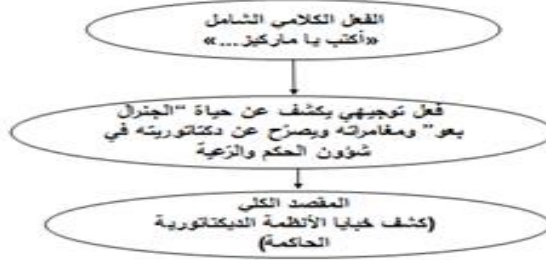 الفعل الكلامي الشامل
«أكتب يا ماركيز...»
فعل توجيهي يكشف عن حياة "الجنرال
بعو" ومغامراته ويصرّح عن دكتاتوريته في
شؤون الحكم والرّعية
المقصد الكلي
(كشف خبايا الأنظمة الديكتاتورية
الحاكمة)